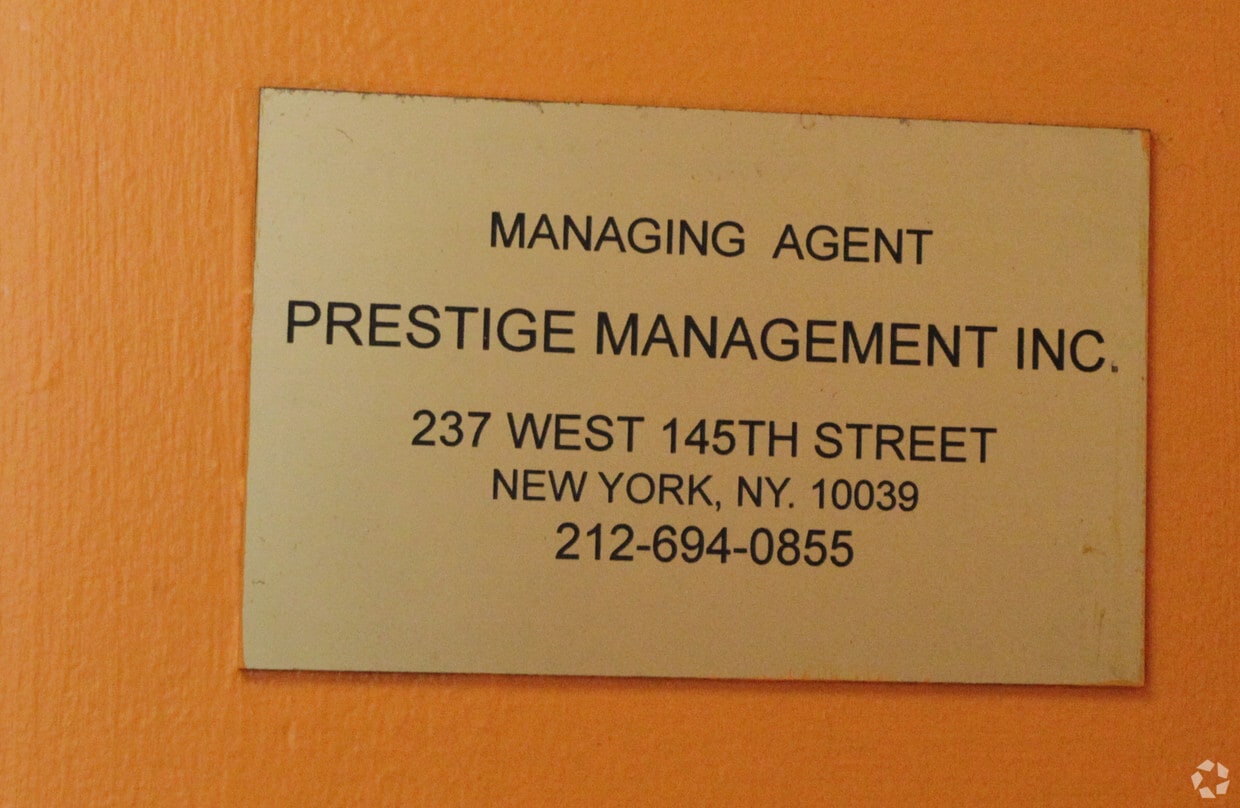 MANAGING AGENT
PRESTIGE MANAGEMENT INC.
237 WEST 145TH STREET
NEW YORK, NY. 10039
212-694-0855